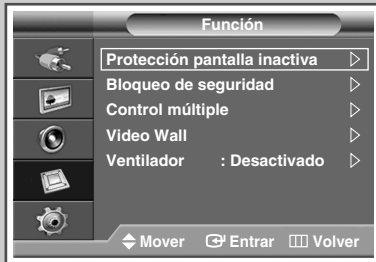 Función
Protección pantalla inactiva
Bloqueo de seguridad
Control múltiple
Video Wall
Ventilador : Desactivado
Mover Entrar Volver